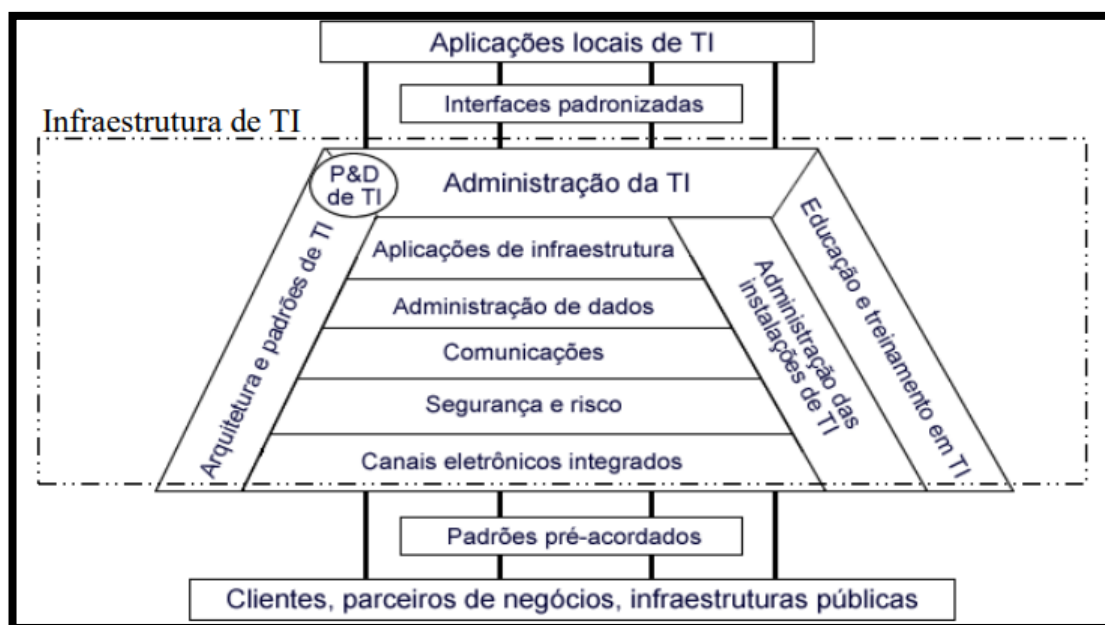 Aplicações locais de TI
Interfaces padronizadas
Infraestrutura de TI
P&D
de TI
Administração da TI
Arquitetura e padrões de TI
Aplicações de infraestrutura
Administração de dados
Comunicações
Segurança e risco
Canais eletrônicos integrados
Administração das
instalações de TI
Educação e treinamento em TI
Padrões pré-acordados
Clientes, parceiros de negócios, infraestruturas públicas